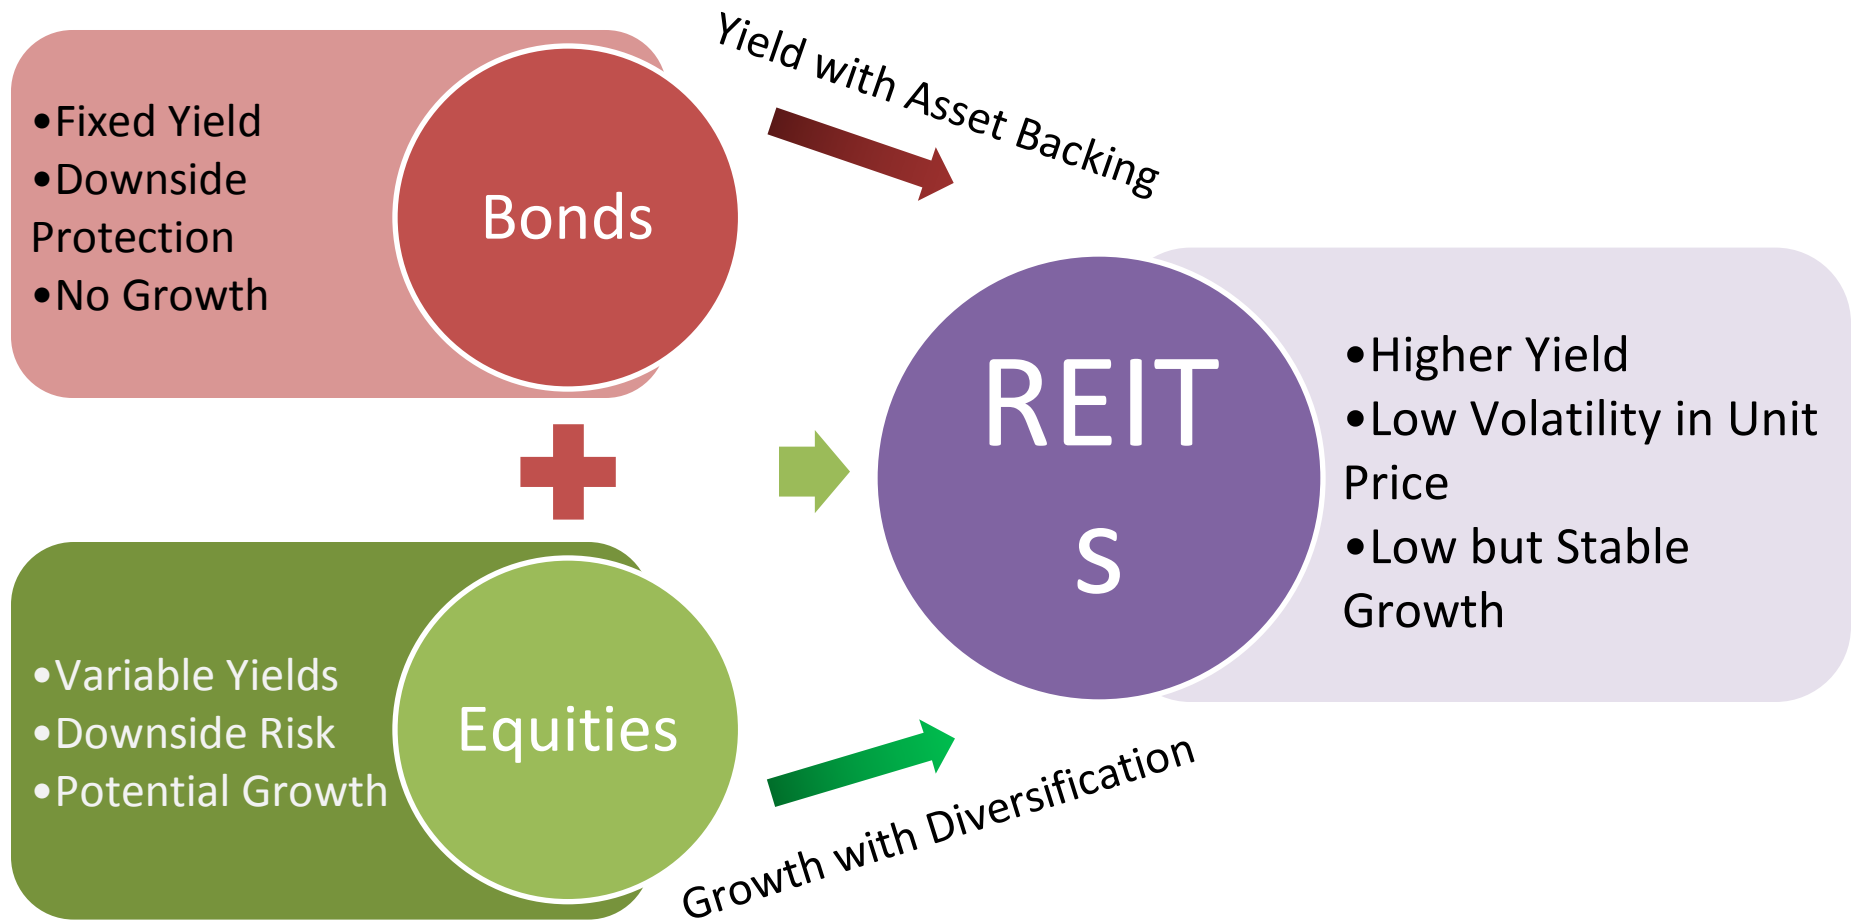 •Fixed Yield
•Downside
Protection
•No Growth
Bonds
Yield with Asset Backing
•Variable Yields
•Downside Risk
•Potential Growth
Equities
Growth with Diversification
REIT
s
•Higher Yield
•Low Volatility in Unit
Price
•Low but Stable
Growth